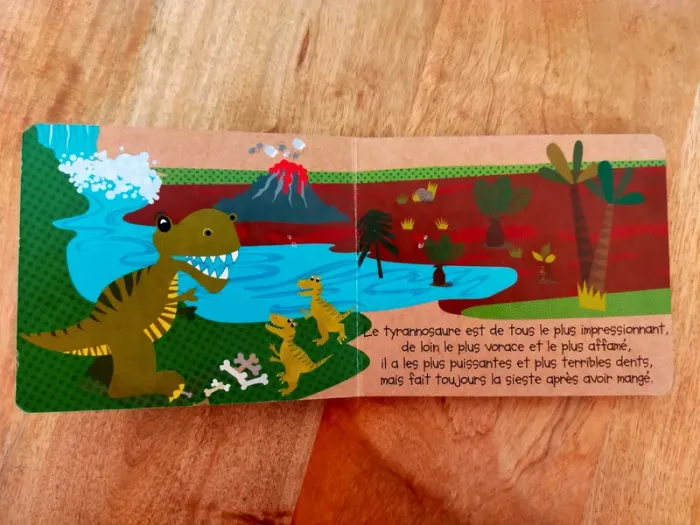 Le tyrannosaure est de tous le plus impressionnant,
de loin le plus vorace et le plus affamé,
il a les plus puissantes et plus terribles dents,
mais fait toujours la sieste après avoir mangé.